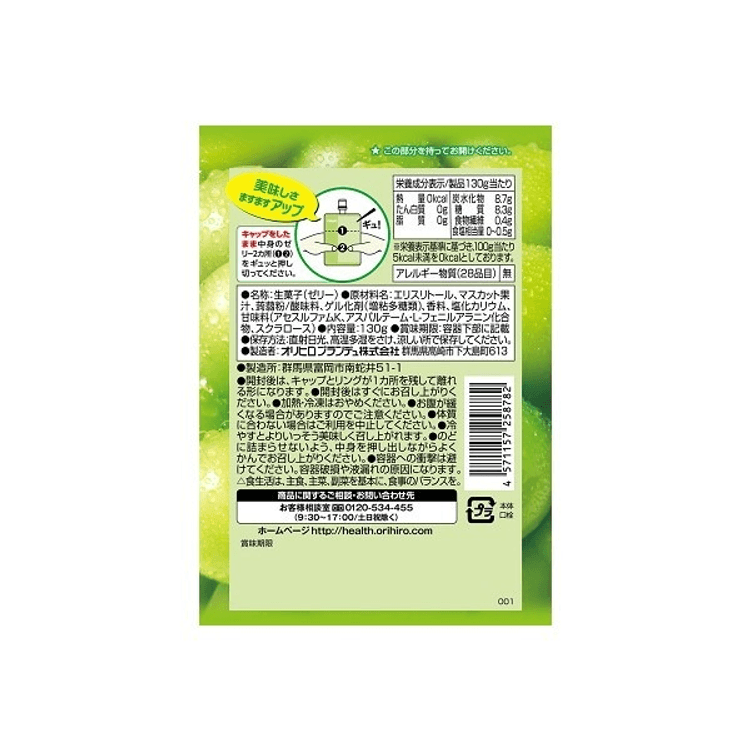 ★ この部分を持ってお開けください。
美味しさ
ますますアップ
キャップをした
まま中身のゼ
リー2カ所(❶❷)
をギュッと押し
切ってください。
❶
❷
ギュ!
栄養成分表示/製品130g当たり
熱量 0kcal 炭水化物 8.7g
たん白質 0g 糖質 8.3g
脂質 0g 食物繊維 0.4g
食塩相当量 0~0.5g
※栄養表示基準に基づき、100g当たり
5kcal未満を0kcalとしております。
アレルギー物質(28品目) 無
●名称:生菓子(ゼリー)●原材料名:エリスリトール、マスカット果
汁、蒟蒻粉/酸味料、ゲル化剤(増粘多糖類)、香料、塩化カリウム、
甘味料(アセスルファムK、アスパルテーム・L-フェニルアラニン化合
物、スクラロース)●内容量:130g●賞味期限:容器下部に記載
●保存方法:直射日光、高温多湿をさけ、涼しい所で保存してください。
●製造者:オリヒロプランデュ株式会社 群馬県高崎市下大島町613
●製造所:群馬県富岡市南蛇井51-1
●開封後は、キャップとリングが1カ所を残して離れ
る形になります。●開封後はすぐにお召し上がりく
ださい。●加熱・冷凍はおやめください。●お腹が緩
くなる場合がありますのでご注意ください。●体質
に合わない場合はご利用を中止してください。●冷
やすとよりいっそう美味しく召し上がれます。●のど
に詰まらせないよう、中身を押し出しながらよく
かんでお召し上がりください。●容器への衝撃は避
けてください。容器破損や液漏れの原因になります。
△食生活は、主食、主菜、副菜を基本に、食事のバランスを。
商品に関するご相談・お問い合わせ先
お客様相談室 0120-534-455
(9:30~17:00/土日祝除く)
ホームページhttp://health.orihiro.com
賞味期限
4 571157 258782
プラ
本体
口栓
001